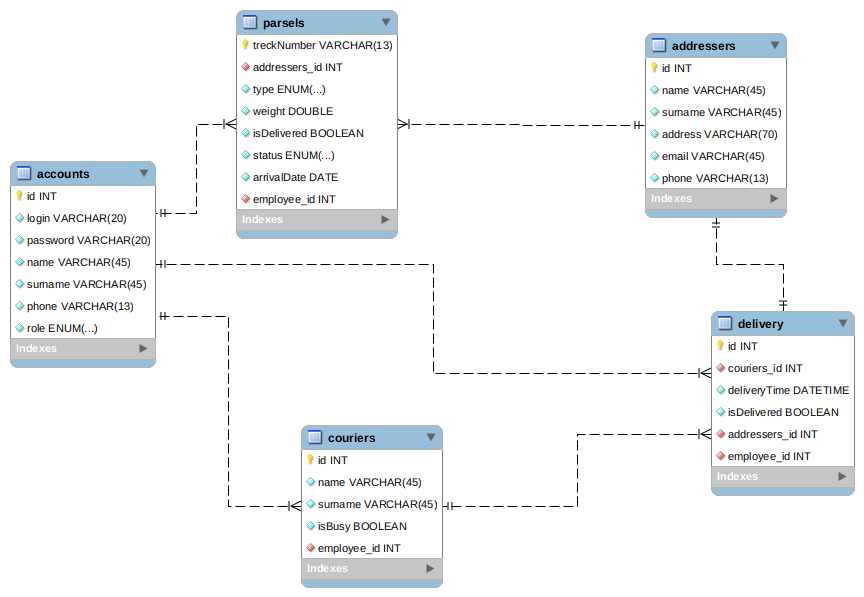 parsels
treckNumber VARCHAR(13)
addressers_id INT
type ENUM(...)
weight DOUBLE
isDelivered BOOLEAN
status ENUM(...)
arrivalDate DATE
employee_id INT
Indexes
addressers
id INT
name VARCHAR(45)
surname VARCHAR(45)
address VARCHAR(70)
email VARCHAR(45)
phone VARCHAR(13)
Indexes
accounts
id INT
login VARCHAR(20)
password VARCHAR(20)
name VARCHAR(45)
surname VARCHAR(45)
phone VARCHAR(13)
role ENUM(...)
Indexes
delivery
id INT
couriers_id INT
deliveryTime DATETIME
isDelivered BOOLEAN
addressers_id INT
employee_id INT
Indexes
couriers
id INT
name VARCHAR(45)
surname VARCHAR(45)
isBusy BOOLEAN
employee_id INT
Indexes